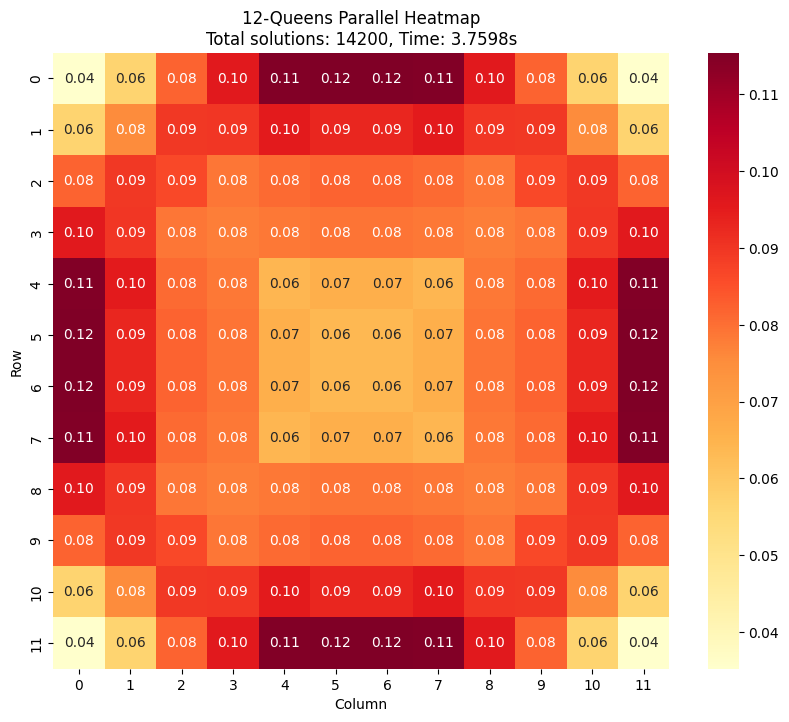 12-Queens Parallel Heatmap
Total solutions: 14200, Time: 3.7598s
0 0.04 0.06 0.08 0.10 0.11 0.12 0.12 0.11 0.10 0.08 0.06 0.04
1 0.06 0.08 0.09 0.09 0.10 0.09 0.09 0.10 0.09 0.09 0.08 0.06
2 0.08 0.09 0.09 0.08 0.08 0.08 0.08 0.08 0.08 0.09 0.09 0.08
3 0.10 0.09 0.08 0.08 0.08 0.08 0.08 0.08 0.08 0.08 0.09 0.10
4 0.11 0.10 0.08 0.08 0.06 0.07 0.07 0.06 0.08 0.08 0.10 0.11
5 0.12 0.09 0.08 0.08 0.07 0.06 0.06 0.07 0.08 0.08 0.09 0.12
6 0.12 0.09 0.08 0.08 0.07 0.06 0.06 0.07 0.08 0.08 0.09 0.12
7 0.11 0.10 0.08 0.08 0.06 0.07 0.07 0.06 0.08 0.08 0.10 0.11
8 0.10 0.09 0.08 0.08 0.08 0.08 0.08 0.08 0.08 0.08 0.09 0.10
9 0.08 0.09 0.09 0.08 0.08 0.08 0.08 0.08 0.08 0.09 0.09 0.08
10 0.06 0.08 0.09 0.09 0.10 0.09 0.09 0.10 0.09 0.09 0.08 0.06
11 0.04 0.06 0.08 0.10 0.11 0.12 0.12 0.11 0.10 0.08 0.06 0.04
0 1 2 3 4 5 6 7 8 9 10 11
Column
Row
0.11
0.10
0.09
0.08
0.07
0.06
0.05
0.04